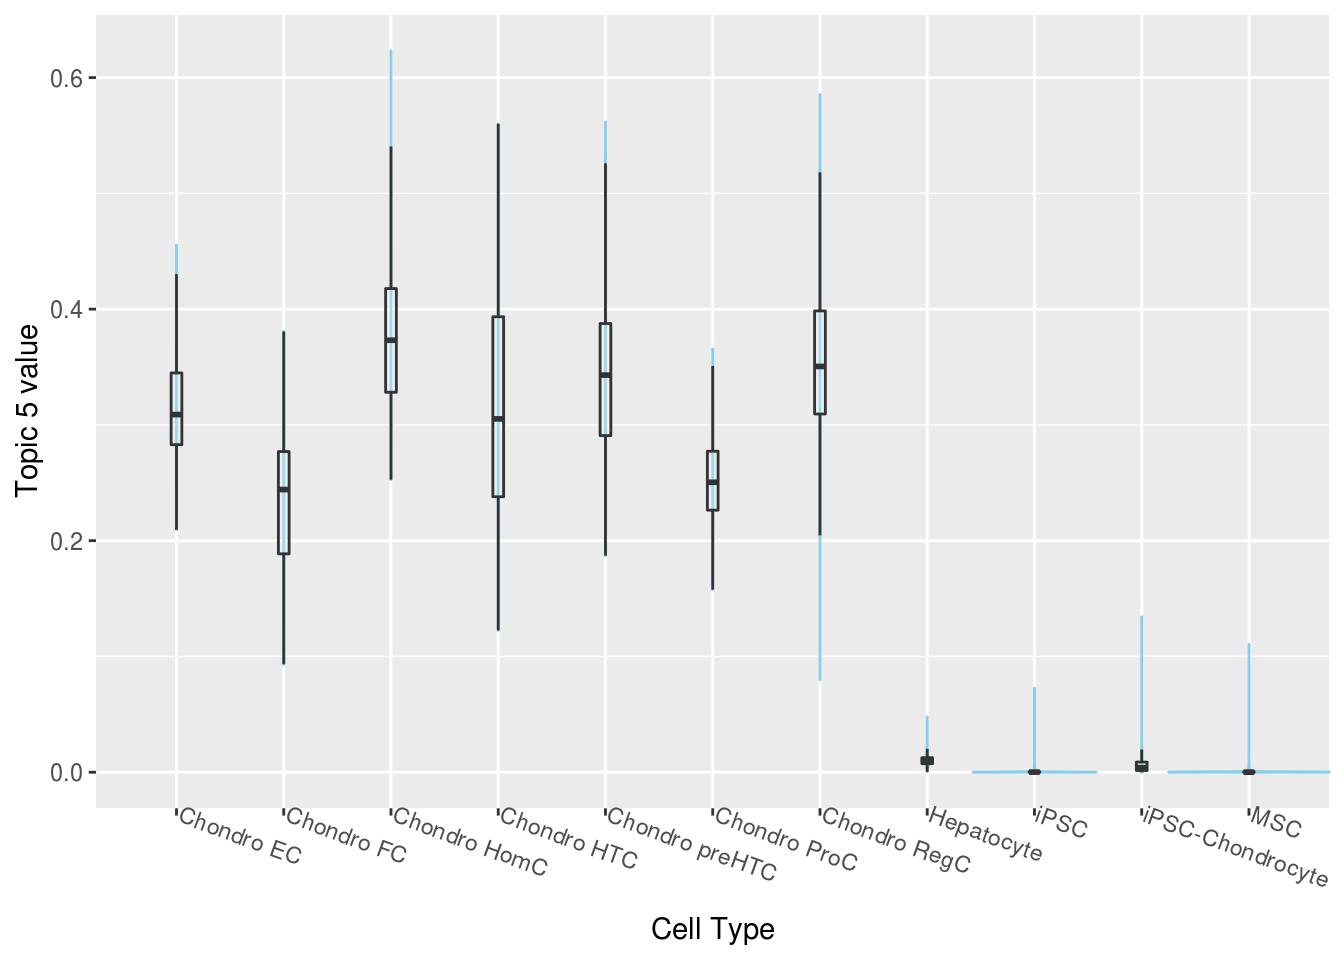 0.6
0.4
0.2
0.0
Topic 5 value
Chondro EC
Chondro FC
Chondro HomC
Chondro HTC
Chondro preHTC
Chondro ProC
Chondro RegC
Hepatocyte
iPSC
iPSC-Chondrocyte
MSC
Cell Type